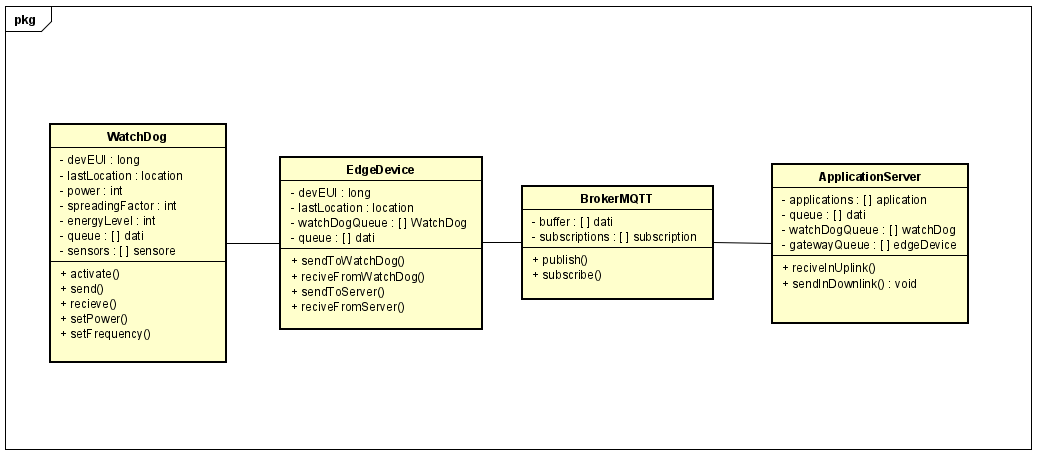 pkg
WatchDog
- devEUI : long
- lastLocation : location
- power : int
- spreadingFactor : int
- energyLevel : int
- queue : [ ] dati
- sensors : [ ] sensore
+ activate()
+ send()
+ recieve()
+ setPower()
+ setFrequency()
EdgeDevice
- devEUI : long
- lastLocation : location
- watchDogQueue : [ ] WatchDog
- queue : [ ] dati
+ sendToWatchDog()
+ reciveFromWatchDog()
+ sendToServer()
+ reciveFromServer()
BrokerMQTT
- buffer : [ ] dati
- subscriptions : [ ] subscription
+ publish()
+ subscribe()
ApplicationServer
- applications : [ ] aplication
- queue : [ ] dati
- watchDogQueue : [ ] watchDog
- gatewayQueue : [ ] edgeDevice
+ reciveInUplink()
+ sendInDownlink() : void